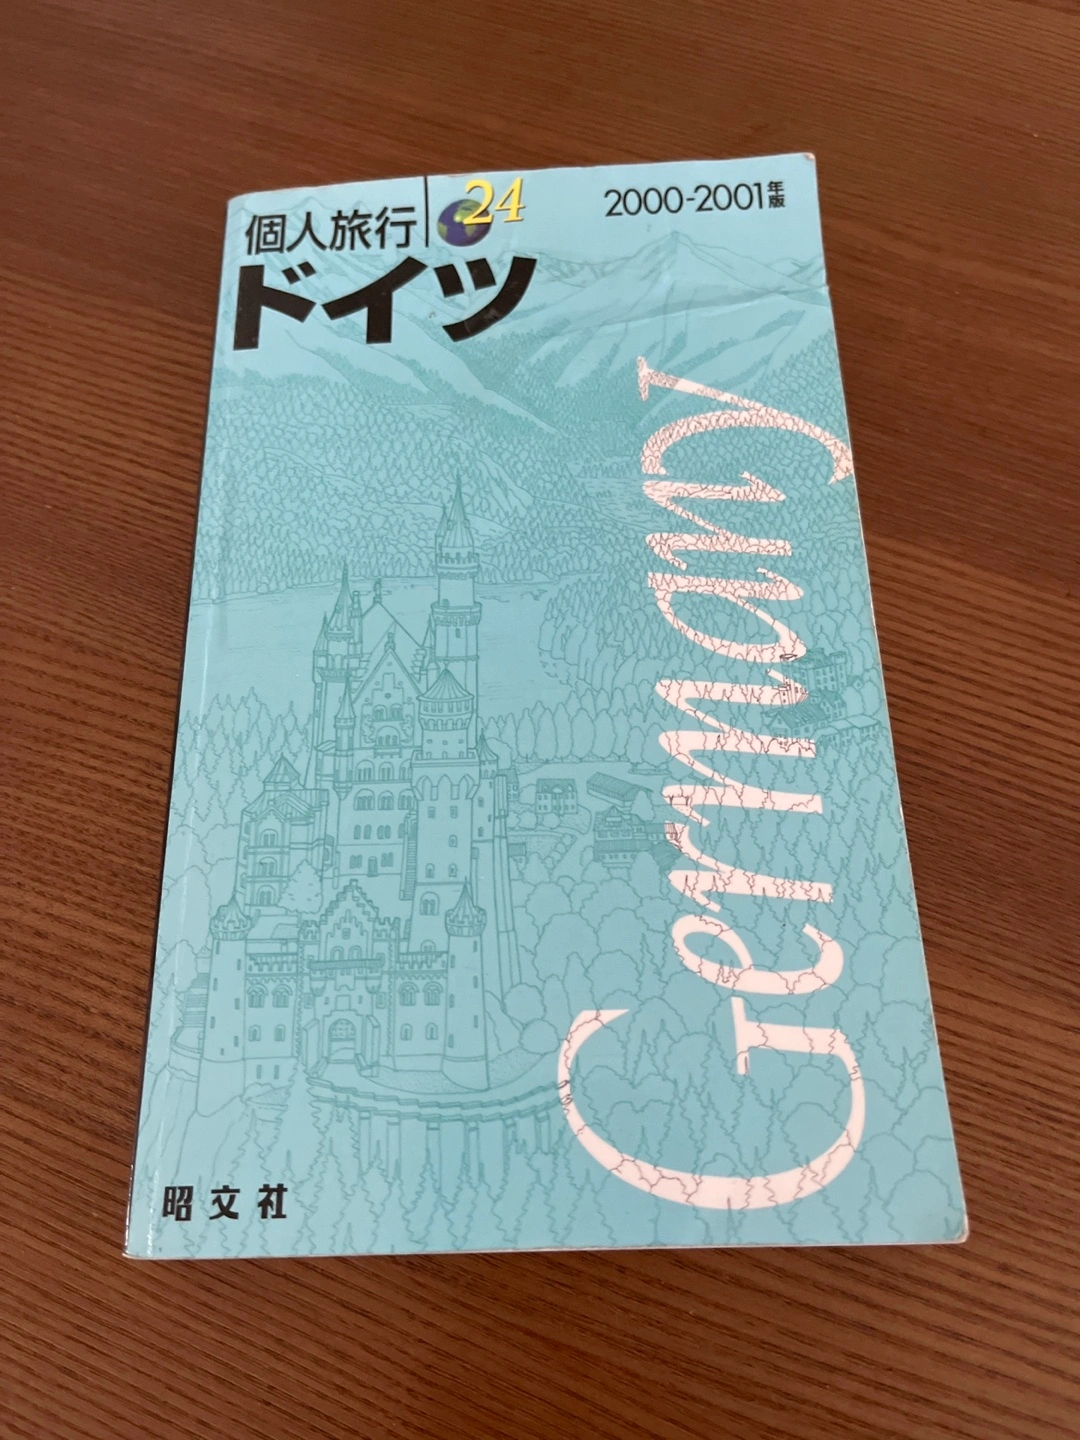 個人旅行 24
2000-2001年版
ドイツ
Germany
昭文社